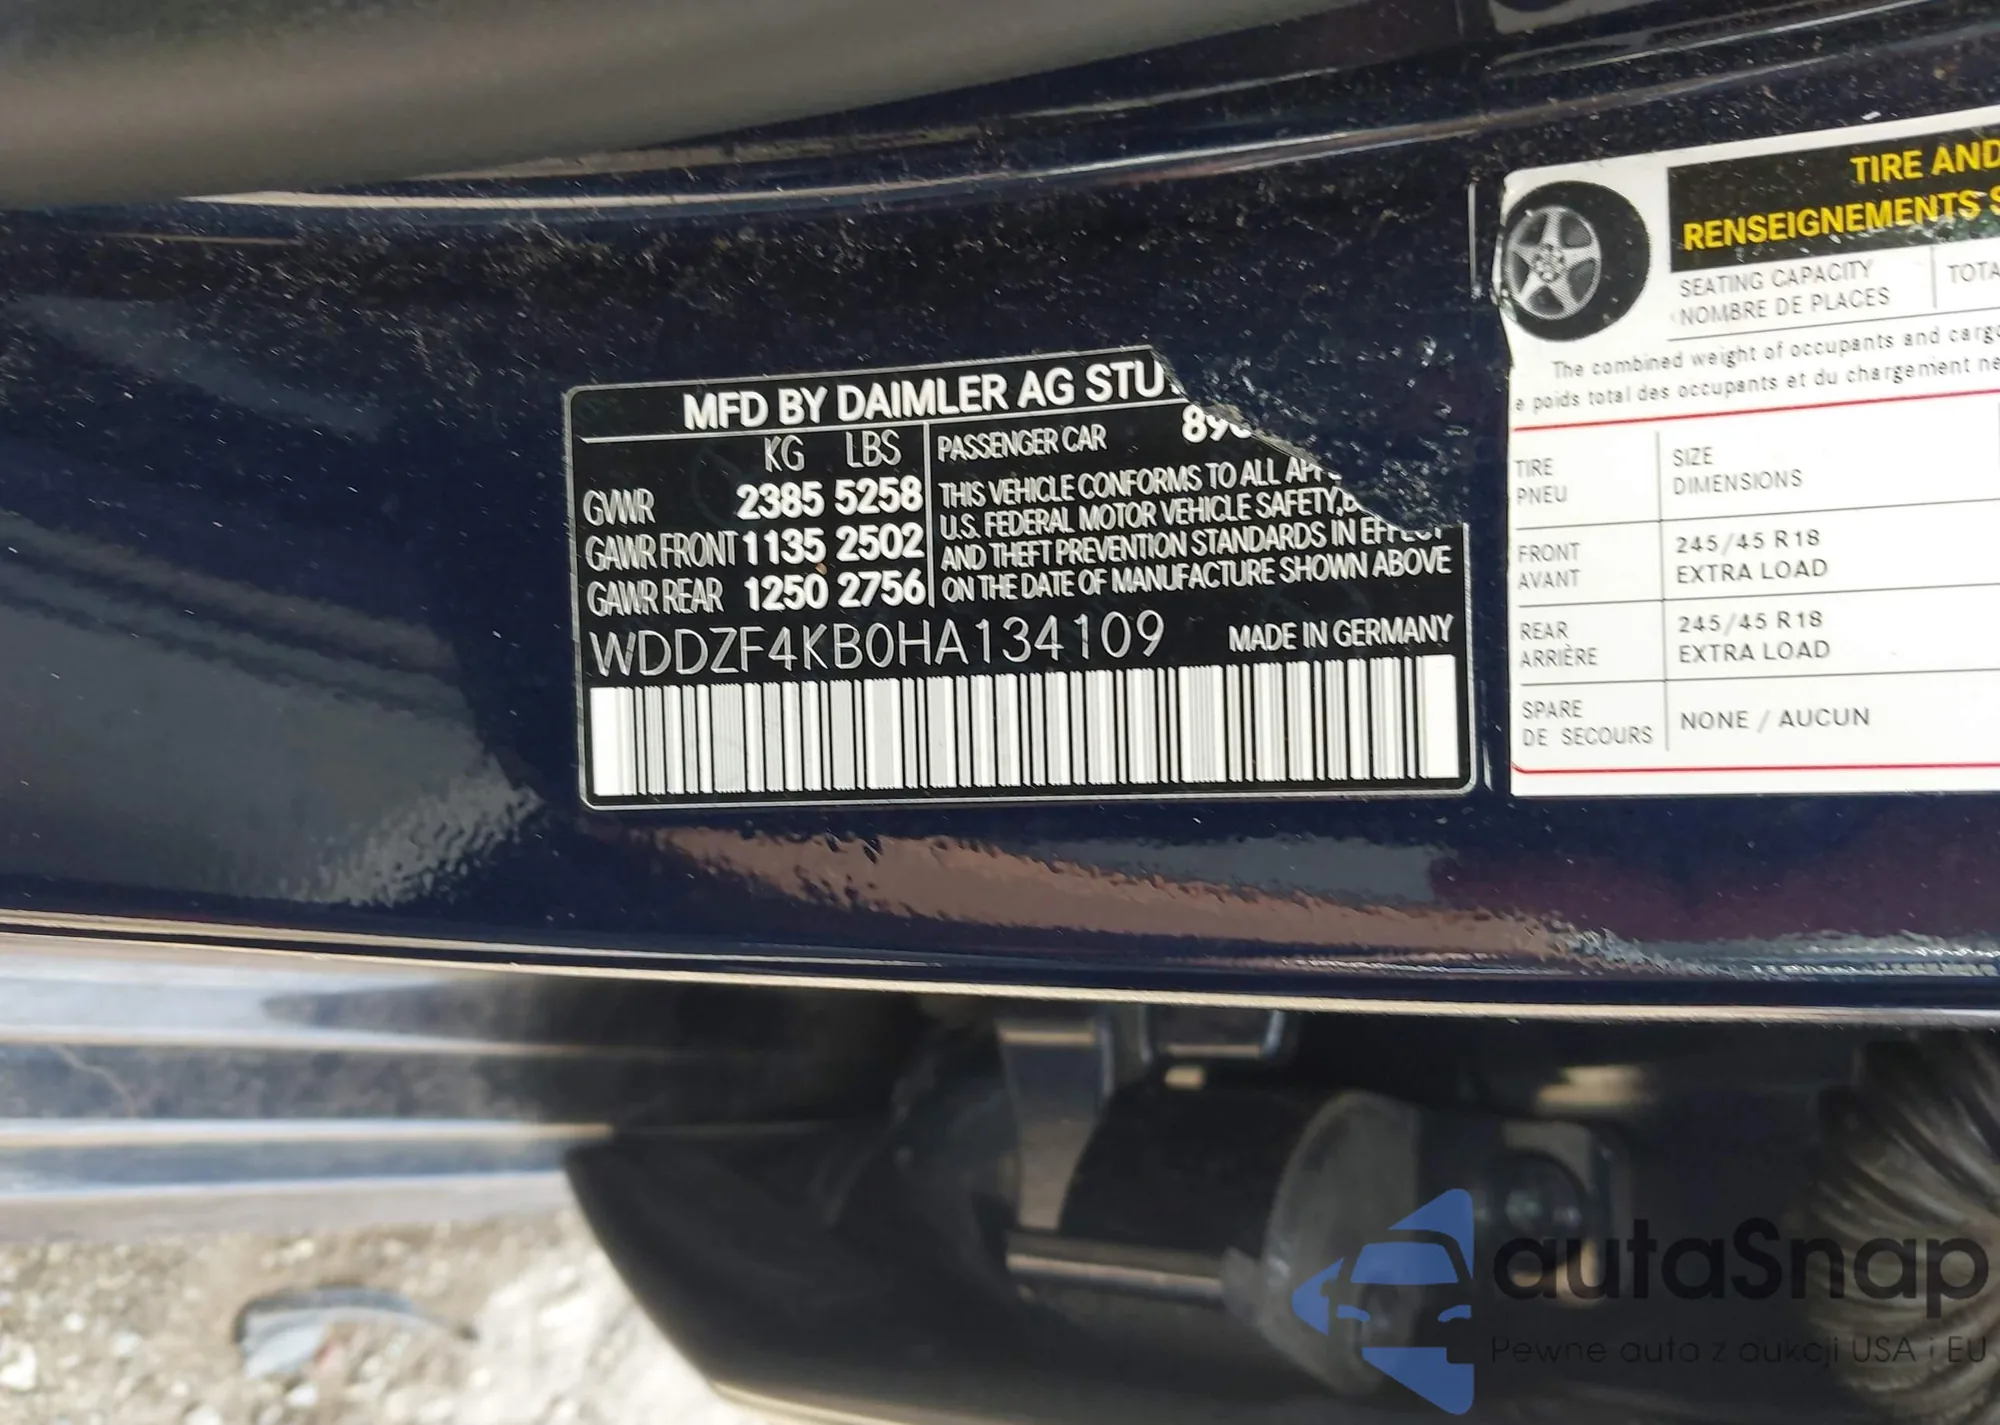 MFD BY DAIMLER AG
KG LBS
GVWR 2385 5258
GAWR FRONT 1135 2502
GAWR REAR 1250 2756
PASSENGER CAR
THIS VEHICLE CONFORMS TO ALL
U.S. FEDERAL MOTOR VEHICLE SAFETY,
AND THEFT PREVENTION STANDARDS IN EFFECT
ON THE DATE OF MANUFACTURE SHOWN ABOVE
WDDZF4KB0HA134109 MADE IN GERMANY
TIRE AND
RENSEIGNEMENTS S
SEATING CAPACITY
NOMBRE DE PLACES
TOTA
The combined weight of occupants and cargo
e poids total des occupants et du chargement ne
TIRE
PNEU
SIZE
DIMENSIONS
FRONT
AVANT
245/45 R18
EXTRA LOAD
REAR
ARRIÈRE
245/45 R18
EXTRA LOAD
SPARE
DE SECOURS
NONE / AUCUN
autaSnap
Pewne auta z aukcji USA i EU